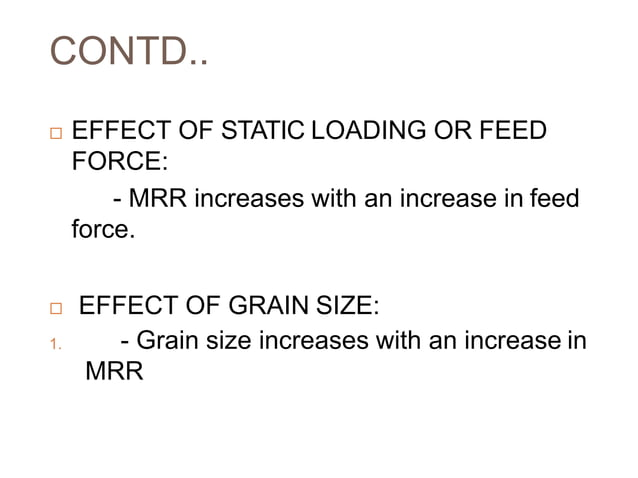 CONTD..
EFFECT OF STATIC LOADING OR FEED
FORCE:
- MRR increases with an increase in feed
force.
EFFECT OF GRAIN SIZE:
1. - Grain size increases with an increase in
MRR